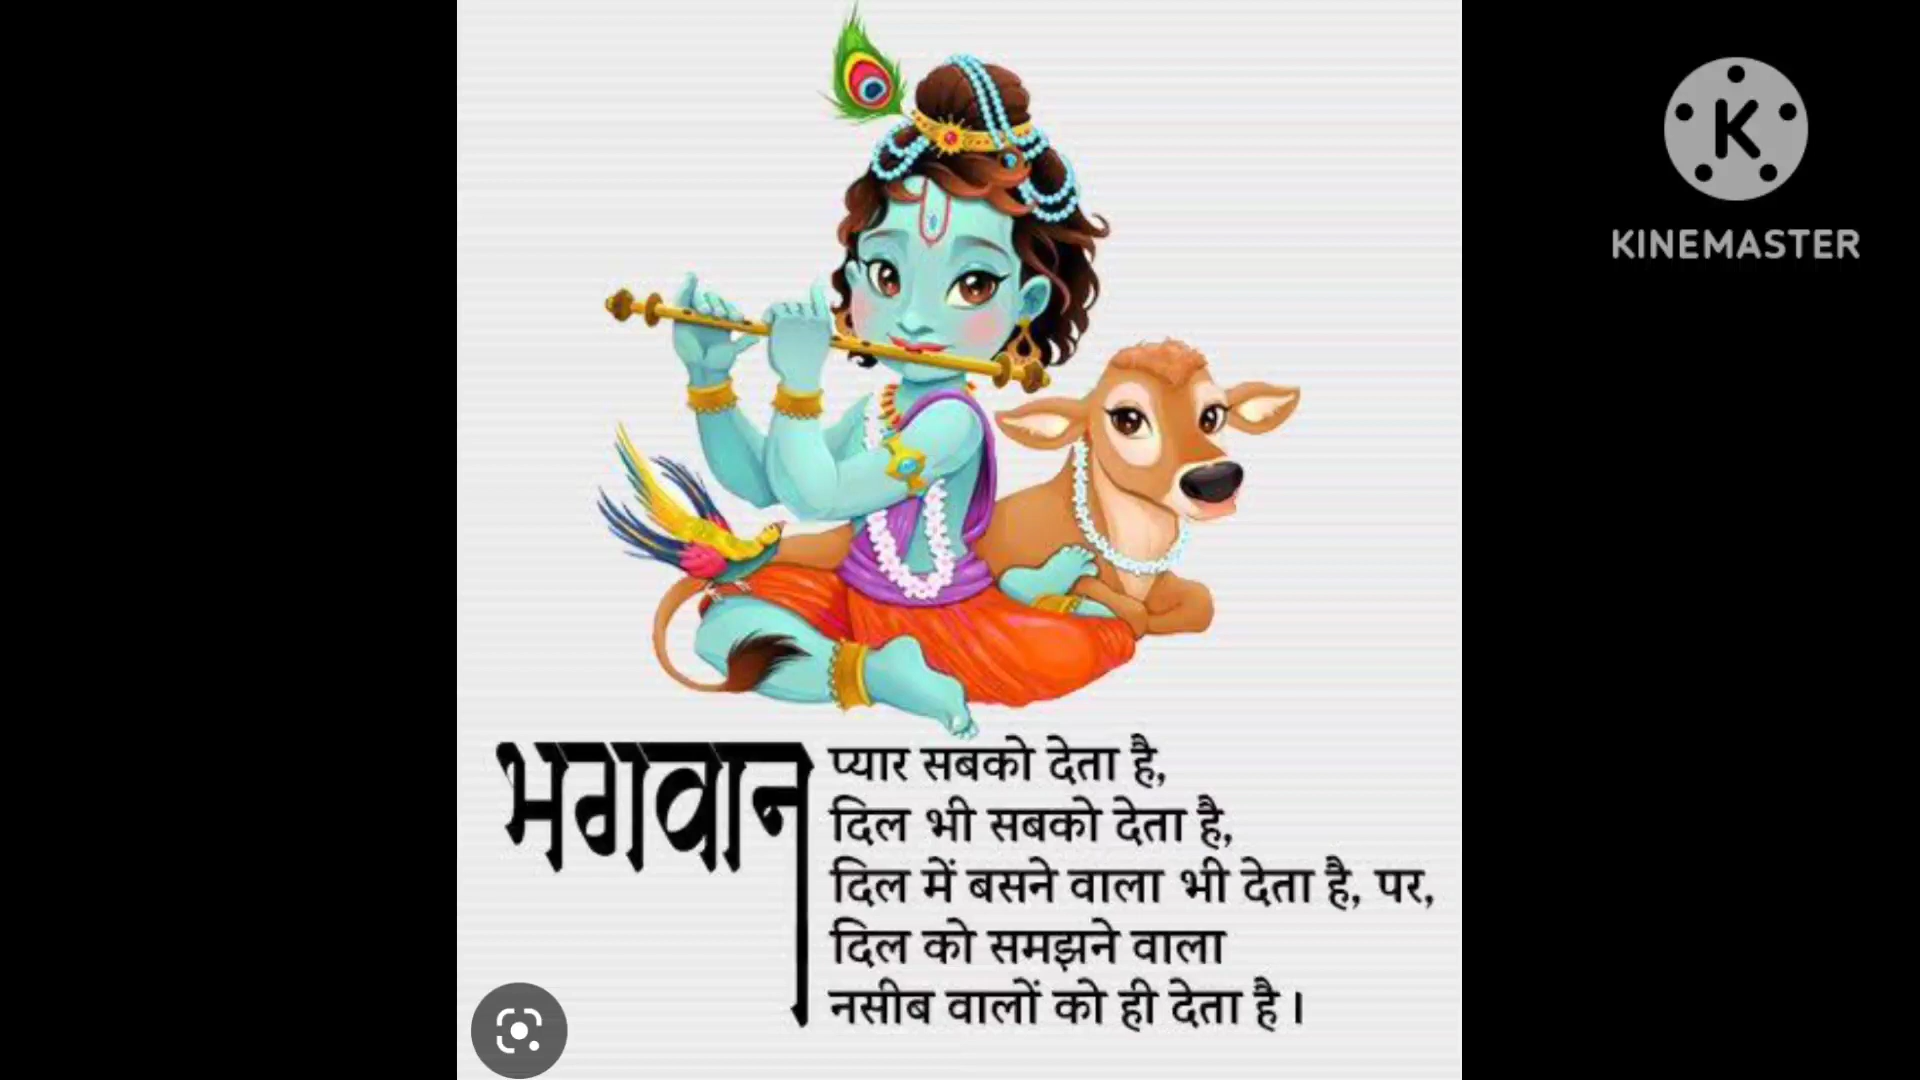 KINEMASTER
भगवान
प्यार सबको देता है,
दिल भी सबको देता है,
दिल में बसने वाला भी देता है, पर,
दिल को समझने वाला
नसीब वालों को ही देता है ।